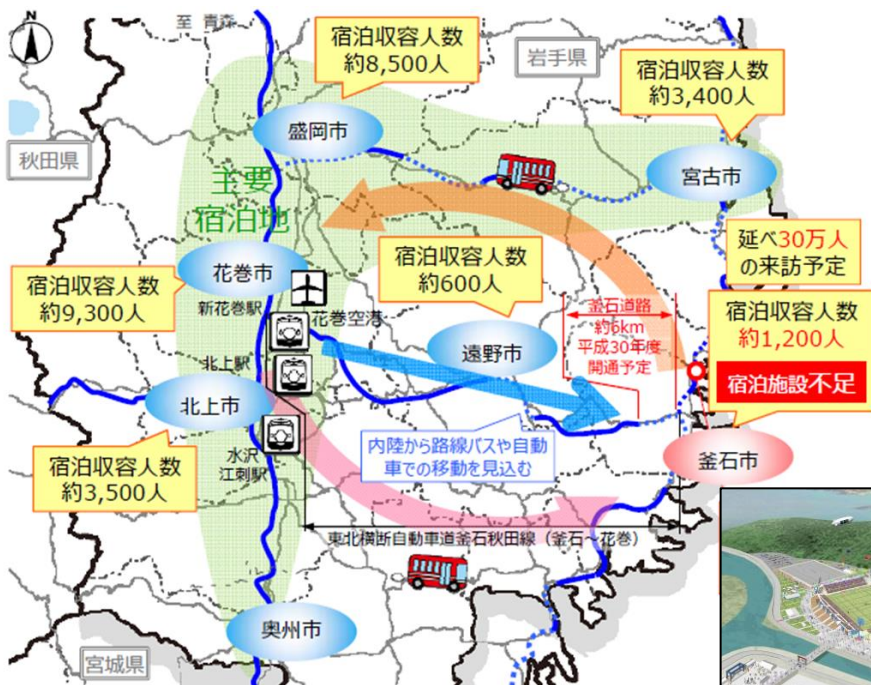 N
至 青森
宿泊収容人数
約8,500人
岩手県
宿泊収容人数
約3,400人
秋田県
盛岡市
宮古市
主要
宿泊地
延べ30万人
の来訪予定
花巻市
宿泊収容人数
約600人
宿泊収容人数
約9,300人
新花巻駅
花巻空港
釜石道路
約6km
平成30年度
開通予定
宿泊収容人数
約1,200人
宿泊施設不足
北上駅
遠野市
北上市
水沢
江刺駅
内陸から路線バスや自動
車での移動を見込む
釜石市
宿泊収容人数
約3,500人
東北横断自動車道釜石秋田線（釜石～花巻）
奥州市
宮城県